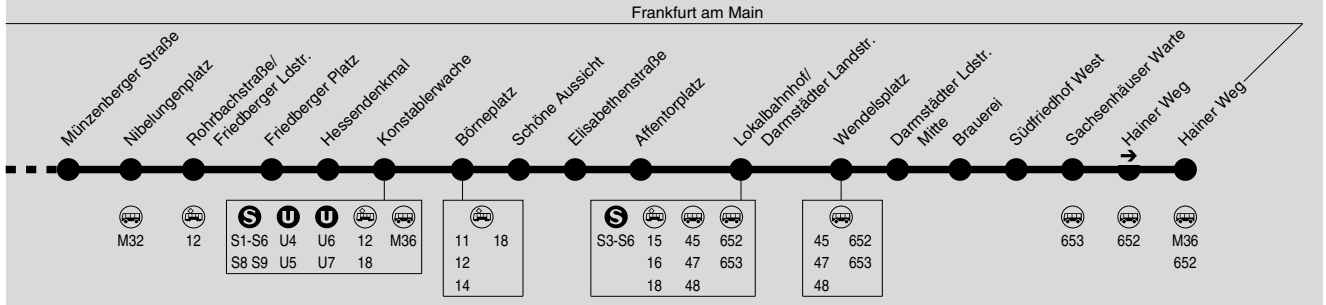 Frankfurt am Main
Münzenberger Straße
Nibelungenplatz
Rohrbachstraße/
Friedberger Ldstr.
Friedberger Platz
Hessendenkmal
Konstablerwache
Börneplatz
Schöne Aussicht
Elisabethenstraße
Affentorplatz
Lokalbahnhof/
Darmstädter Landstr.
Wendelsplatz
Darmstädter Ldstr.
Mitte
Brauerei
Südfriedhof West
Sachsenhäuser Warte
Hainer Weg
Hainer Weg
M32
12
S U U
S1-S6 U4 U6 12 M36
S8 S9 U5 U7 18
11 18
12
14
S
S3-S6 15 45 652
16 47 653
18 48
45 652
47 653
48
653
652
M36
652